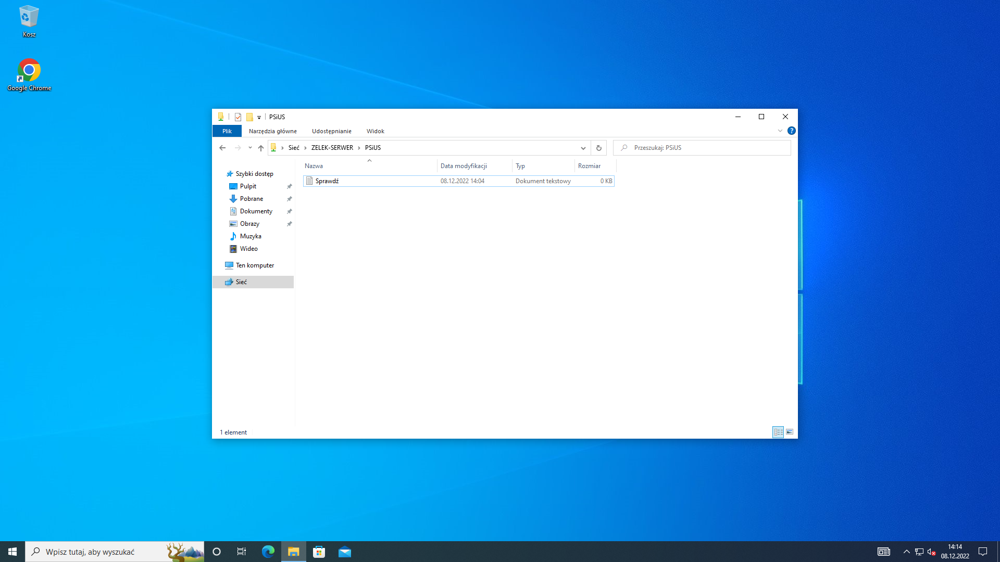 Kosz
Google Chrome
PSiUS
Plik Narzędzia główne Udostępnianie Widok
Sieć ZELEK-SERWER PSiUS
Przeszukaj: PSiUS
Szybki dostęp
Pulpit
Pobrane
Dokumenty
Obrazy
Muzyka
Wideo
Ten komputer
Sieć
Nazwa Data modyfikacji Typ Rozmiar
Sprawdź 08.12.2022 14:04 Dokument tekstowy 0 KB
1 element
Wpisz tutaj, aby wyszukać
14:14
08.12.2022